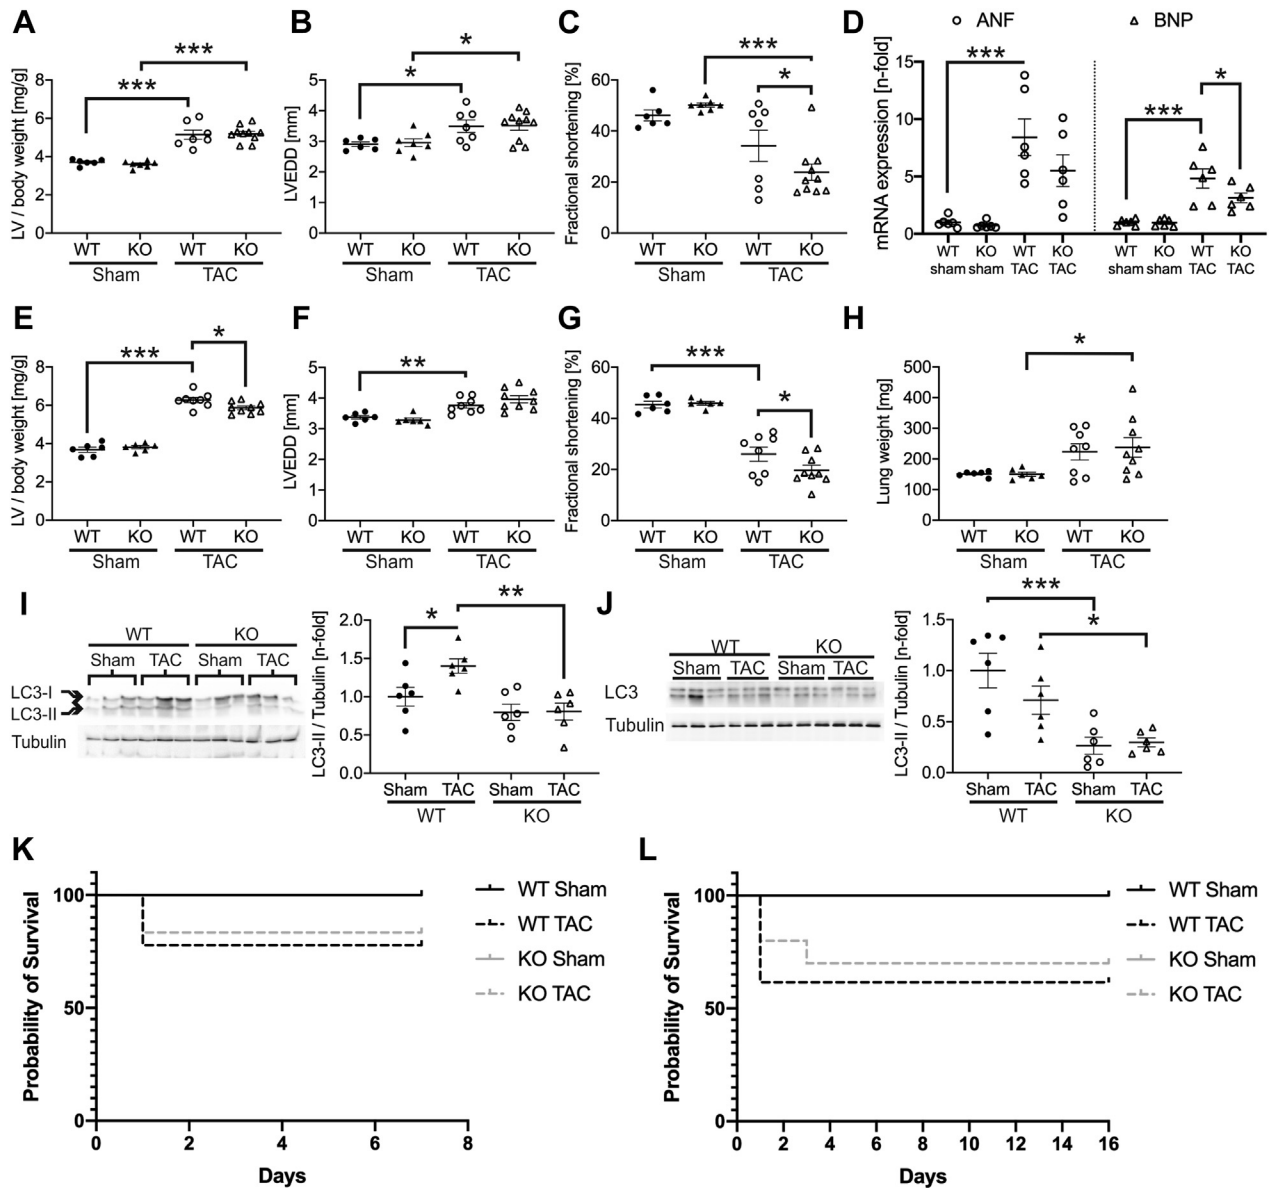 A
***
***
LV / body weight [mg/g]
8
6
4
2
0
WT KO WT KO
Sham TAC
B
*
*
LVEDD [mm]
5
4
3
2
1
0
WT KO WT KO
Sham TAC
C
***
*
Fractional shortening [%]
60
40
20
0
WT KO WT KO
Sham TAC
D
ANF BNP
***
***
*
mRNA expression [n-fold]
15
10
5
0
WT KO WT KO WT KO WT KO
sham sham TAC TAC sham sham TAC TAC
E
***
*
LV / body weight [mg/g]
8
6
4
2
0
WT KO WT KO
Sham TAC
F
**
LVEDD [mm]
5
4
3
2
1
0
WT KO WT KO
Sham TAC
G
***
*
Fractional shortening [%]
60
40
20
0
WT KO WT KO
Sham TAC
H
*
Lung weight [mg]
500
400
300
200
100
0
WT KO WT KO
Sham TAC
I
WT KO
Sham TAC Sham TAC
LC3-I
LC3-II
Tubulin
**
*
LC3-II / Tubulin [n-fold]
2.0
1.5
1.0
0.5
0.0
Sham TAC Sham TAC
WT KO
J
WT KO
Sham TAC Sham TAC
LC3
Tubulin
***
*
LC3-II / Tubulin [n-fold]
1.5
1.0
0.5
0.0
Sham TAC Sham TAC
WT KO
K
Probability of Survival
100
50
0
0 2 4 6 8
Days
WT Sham
WT TAC
KO Sham
KO TAC
L
Probability of Survival
100
50
0
0 2 4 6 8 10 12 14 16
Days
WT Sham
WT TAC
KO Sham
KO TAC